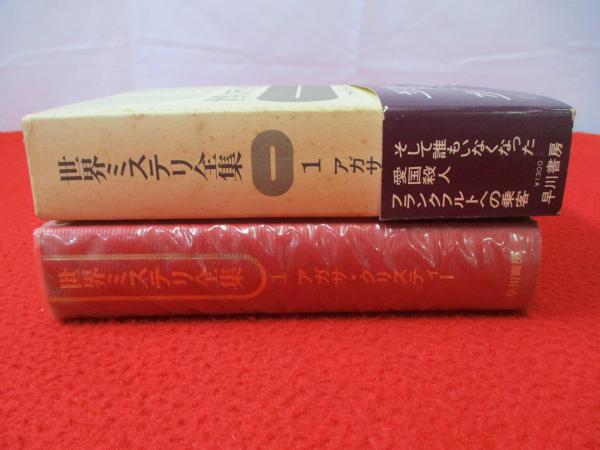 世界ミステリ全集
1
アガサ
そして誰もいなくなった
愛国殺人
フランクフルトへの乗客
¥1300
早川書房
世界ミステリ全集
1
アガサ・クリスティー
早川書房